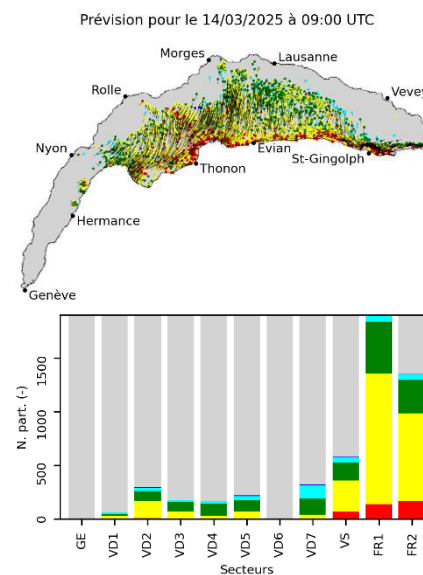 Prévision pour le 14/03/2025 à 09:00 UTC
Morges
Lausanne
Rolle
Vevey
Nyon
Evian
St-Gingolph
Thonon
Hermance
Genève
N. part. (-)
1500
1000
500
0
GE
VD1
VD2
VD3
VD4
VD5
VD6
VD7
VS
FR1
FR2
Secteurs